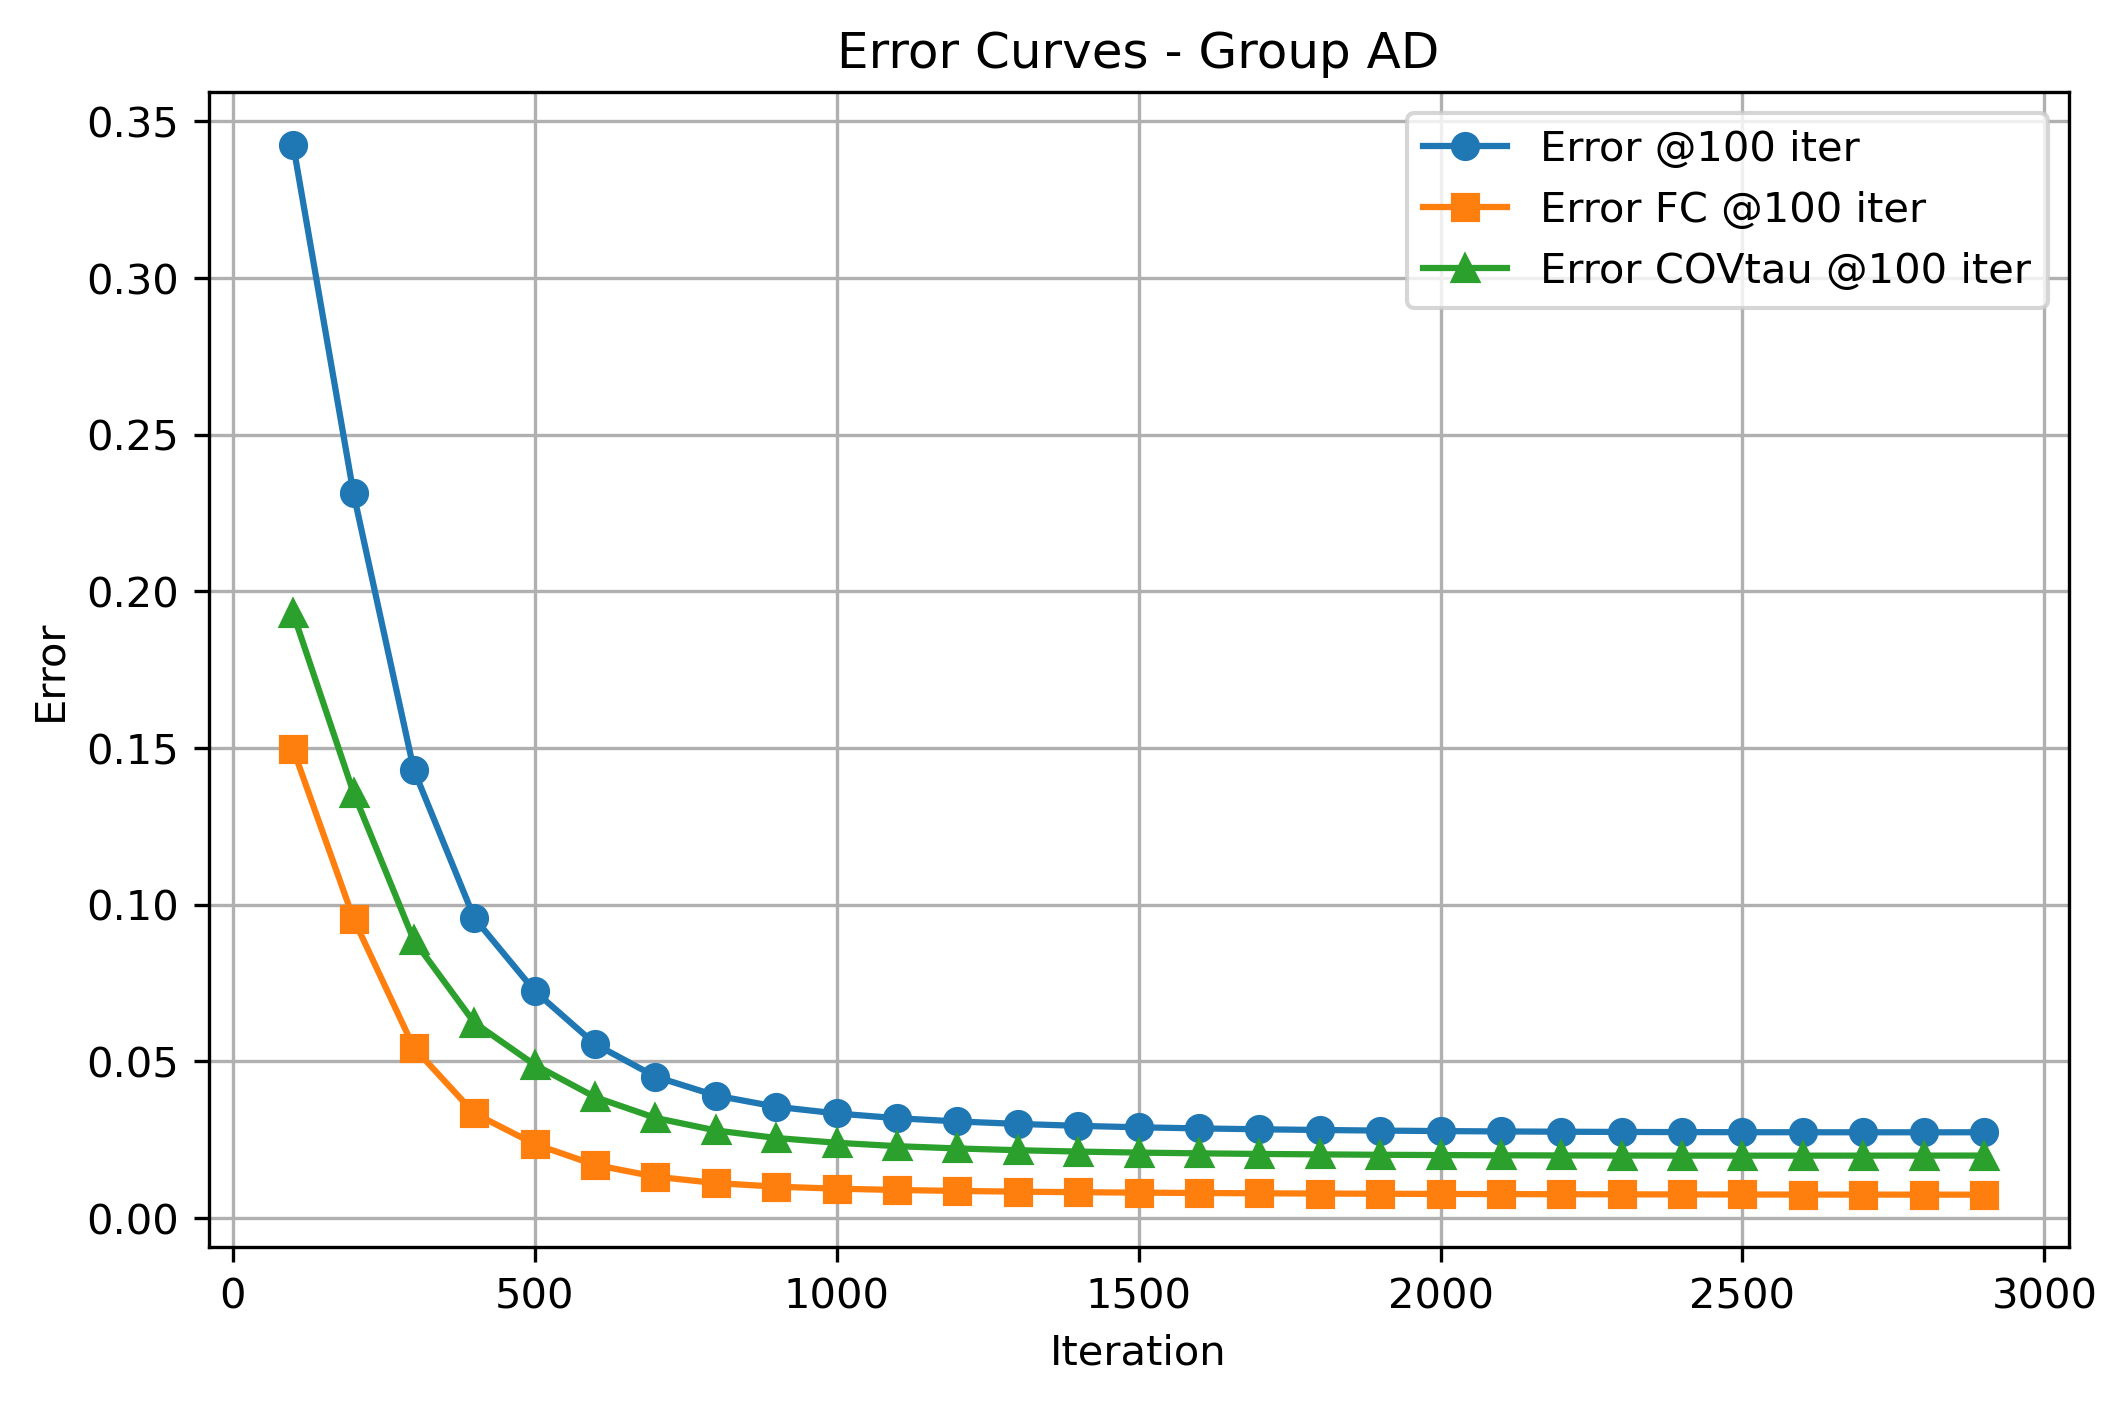 Error Curves - Group AD
Error @100 iter
Error FC @100 iter
Error COVtau @100 iter
Error
0.35
0.30
0.25
0.20
0.15
0.10
0.05
0.00
0 500 1000 1500 2000 2500 3000
Iteration